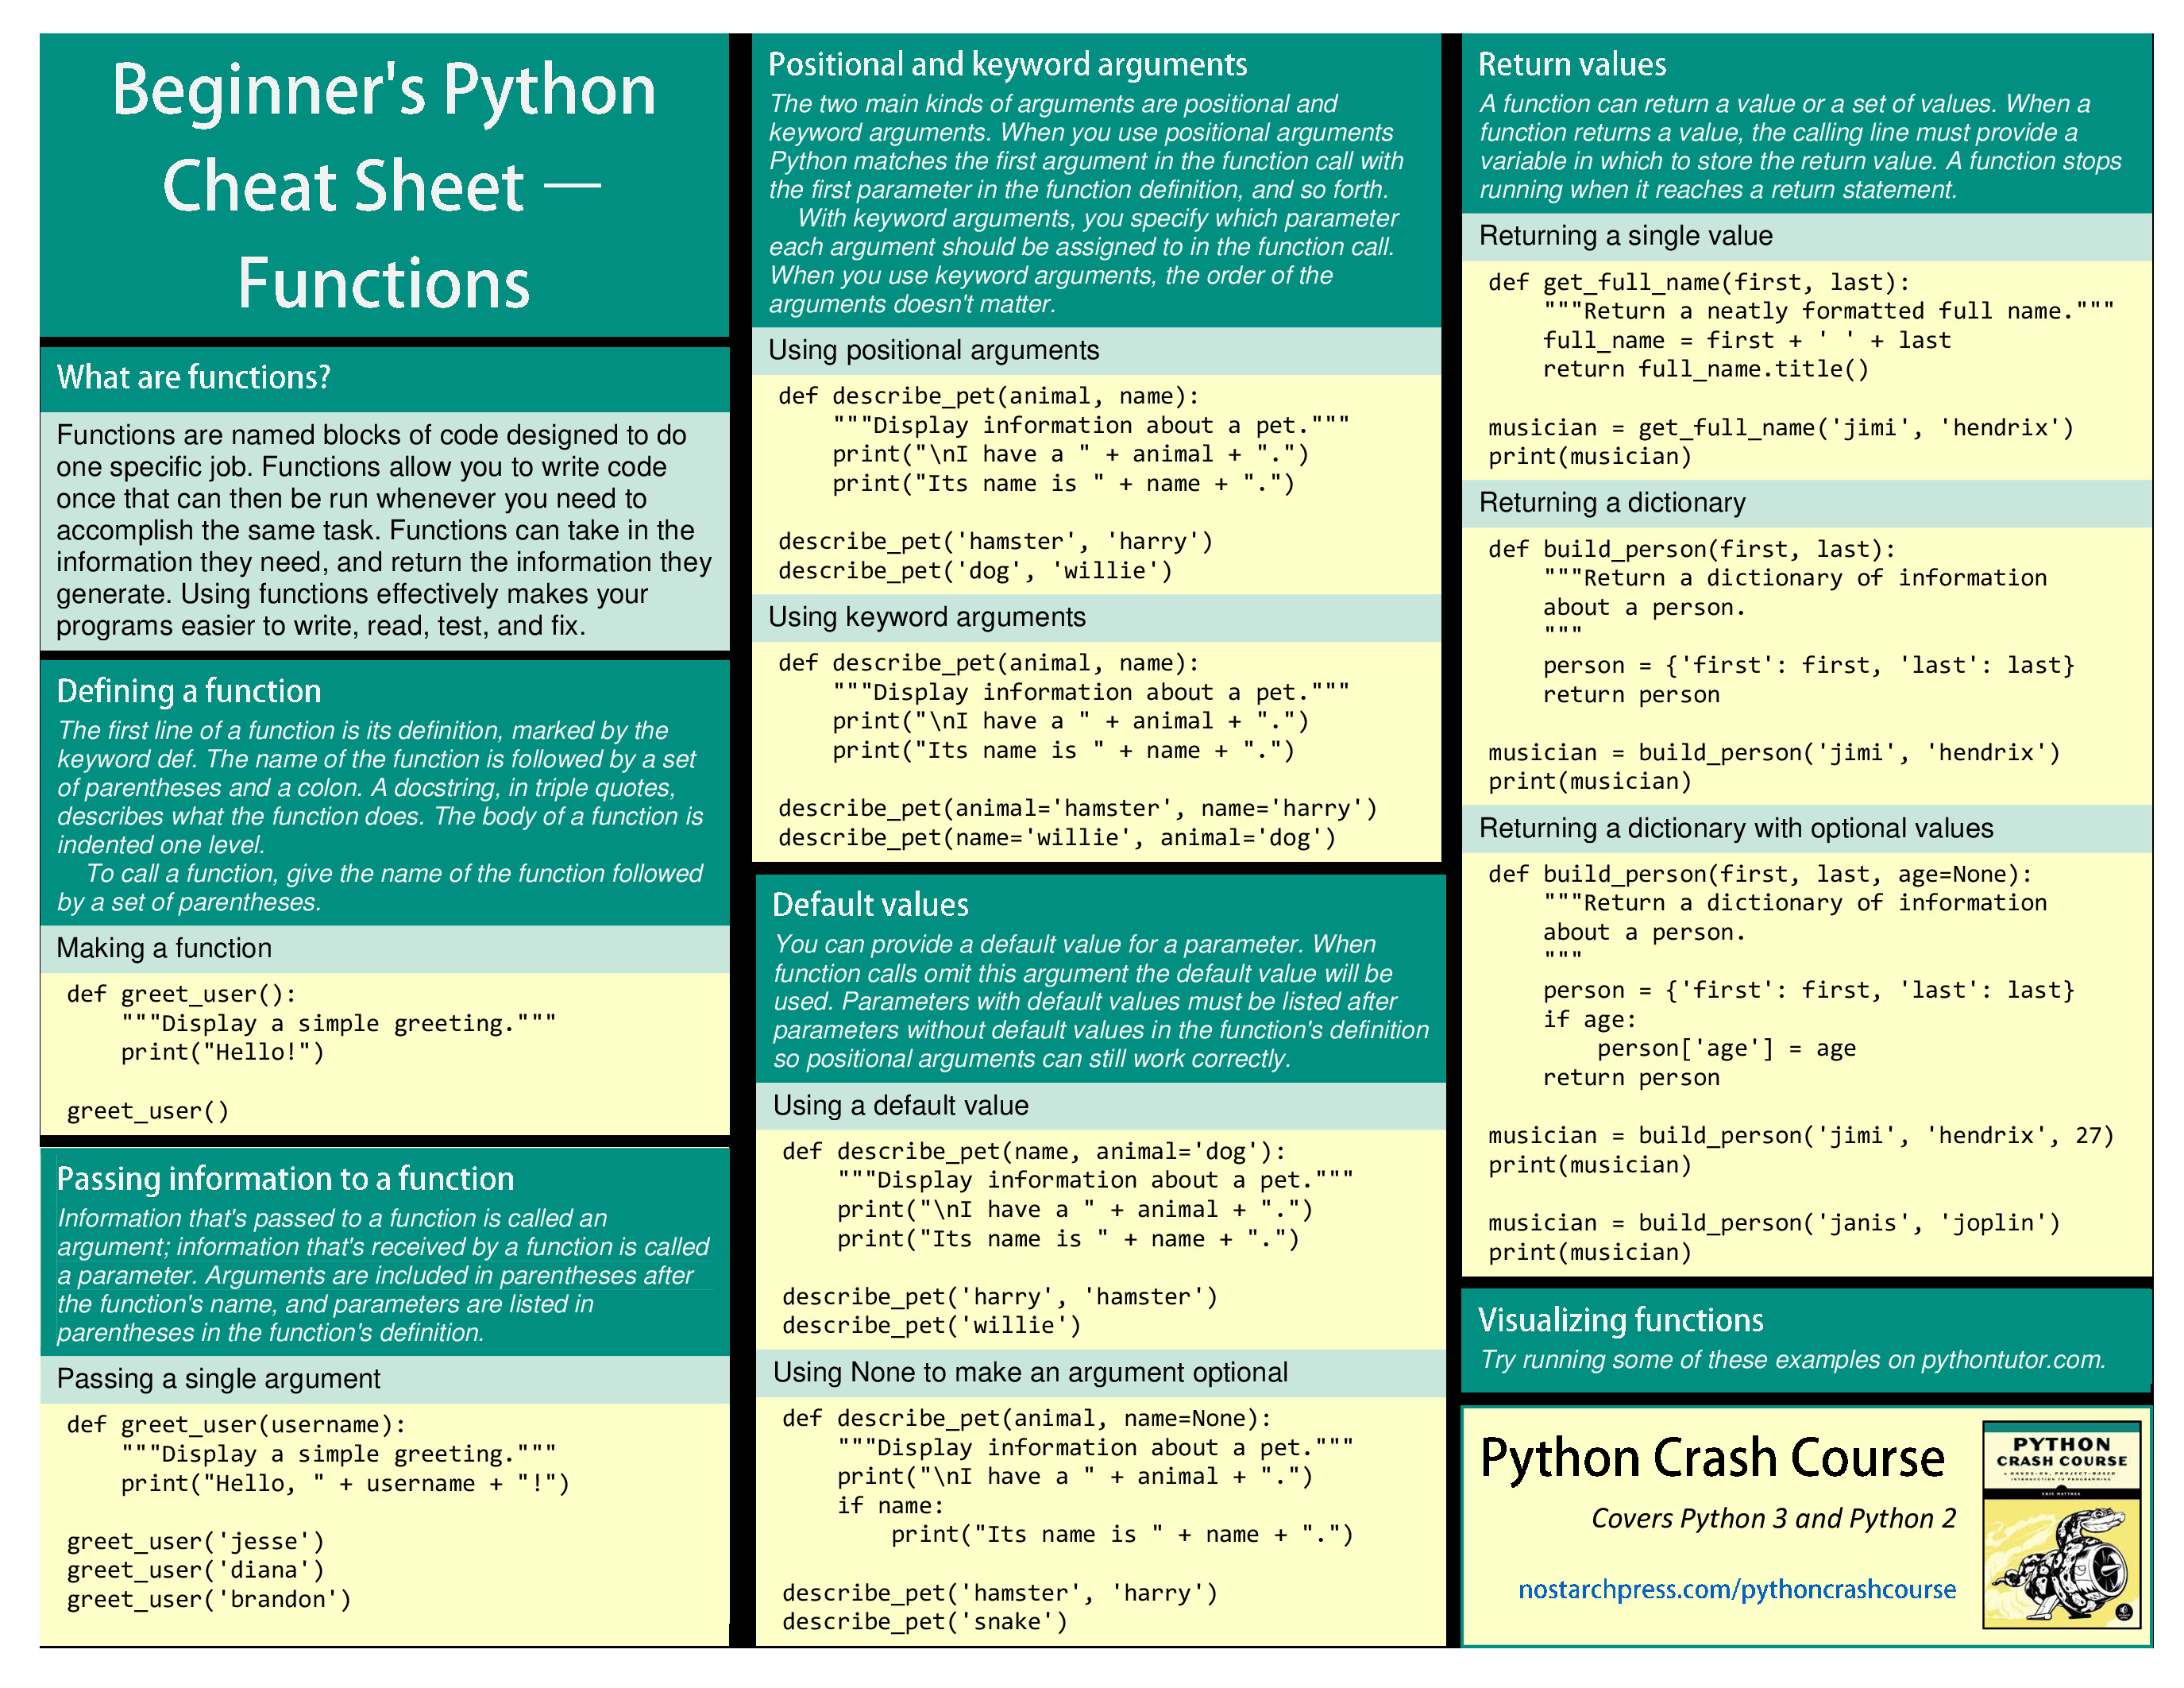 Beginner's Python
Cheat Sheet —
Functions
What are functions?
Functions are named blocks of code designed to do
one specific job. Functions allow you to write code
once that can then be run whenever you need to
accomplish the same task. Functions can take in the
information they need, and return the information they
generate. Using functions effectively makes your
programs easier to write, read, test, and fix.
Defining a function
The first line of a function is its definition, marked by the
keyword def. The name of the function is followed by a set
of parentheses and a colon. A docstring, in triple quotes,
describes what the function does. The body of a function is
indented one level.
To call a function, give the name of the function followed
by a set of parentheses.
Making a function
def greet_user():
    """Display a simple greeting."""
    print("Hello!")
greet_user()
Passing information to a function
Information that's passed to a function is called an
argument; information that's received by a function is called
a parameter. Arguments are included in parentheses after
the function's name, and parameters are listed in
parentheses in the function's definition.
Passing a single argument
def greet_user(username):
    """Display a simple greeting."""
    print("Hello, " + username + "!")
greet_user('jesse')
greet_user('diana')
greet_user('brandon')
Positional and keyword arguments
The two main kinds of arguments are positional and
keyword arguments. When you use positional arguments
Python matches the first argument in the function call with
the first parameter in the function definition, and so forth.
With keyword arguments, you specify which parameter
each argument should be assigned to in the function call.
When you use keyword arguments, the order of the
arguments doesn't matter.
Using positional arguments
def describe_pet(animal, name):
    """Display information about a pet."""
    print("\nI have a " + animal + ".")
    print("Its name is " + name + ".")
describe_pet('hamster', 'harry')
describe_pet('dog', 'willie')
Using keyword arguments
def describe_pet(animal, name):
    """Display information about a pet."""
    print("\nI have a " + animal + ".")
    print("Its name is " + name + ".")
describe_pet(animal='hamster', name='harry')
describe_pet(name='willie', animal='dog')
Default values
You can provide a default value for a parameter. When
function calls omit this argument the default value will be
used. Parameters with default values must be listed after
parameters without default values in the function's definition
so positional arguments can still work correctly.
Using a default value
def describe_pet(name, animal='dog'):
    """Display information about a pet."""
    print("\nI have a " + animal + ".")
    print("Its name is " + name + ".")
describe_pet('harry', 'hamster')
describe_pet('willie')
Using None to make an argument optional
def describe_pet(animal, name=None):
    """Display information about a pet."""
    print("\nI have a " + animal + ".")
    if name:
        print("Its name is " + name + ".")
describe_pet('hamster', 'harry')
describe_pet('snake')
Return values
A function can return a value or a set of values. When a
function returns a value, the calling line must provide a
variable in which to store the return value. A function stops
running when it reaches a return statement.
Returning a single value
def get_full_name(first, last):
    """Return a neatly formatted full name."""
    full_name = first + ' ' + last
    return full_name.title()
musician = get_full_name('jimi', 'hendrix')
print(musician)
Returning a dictionary
def build_person(first, last):
    """Return a dictionary of information
    about a person.
    """
    person = {'first': first, 'last': last}
    return person
musician = build_person('jimi', 'hendrix')
print(musician)
Returning a dictionary with optional values
def build_person(first, last, age=None):
    """Return a dictionary of information
    about a person.
    """
    person = {'first': first, 'last': last}
    if age:
        person['age'] = age
    return person
musician = build_person('jimi', 'hendrix', 27)
print(musician)
musician = build_person('janis', 'joplin')
print(musician)
Visualizing functions
Try running some of these examples on pythontutor.com.
Python Crash Course
Covers Python 3 and Python 2
nostarchpress.com/pythoncrashcourse
PYTHON
CRASH COURSE
A HANDS-ON, PROJECT-BASED
INTRODUCTION TO PROGRAMMING
ERIC MATTHES